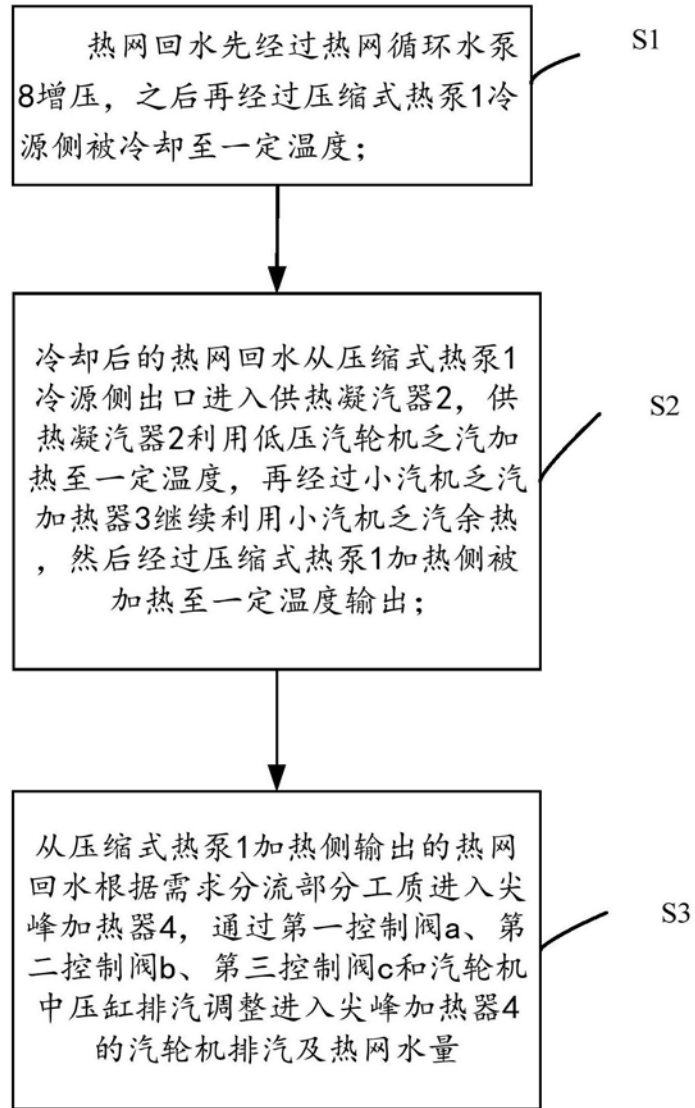 热网回水先经过热网循环水泵
8增压，之后再经过压缩式热泵1冷
源侧被冷却至一定温度；
S1
冷却后的热网回水从压缩式热泵1
冷源侧出口进入供热凝汽器2，供
热凝汽器2利用低压汽轮机乏汽加
热至一定温度，再经过小汽机乏汽
加热器3继续利用小汽机乏汽余热
，然后经过压缩式热泵1加热侧被
加热至一定温度输出；
S2
从压缩式热泵1加热侧输出的热网
回水根据需求分流部分工质进入尖
峰加热器4，通过第一控制阀a、第
二控制阀b、第三控制阀c和汽轮机
中压缸排汽调整进入尖峰加热器4
的汽轮机排汽及热网水量
S3